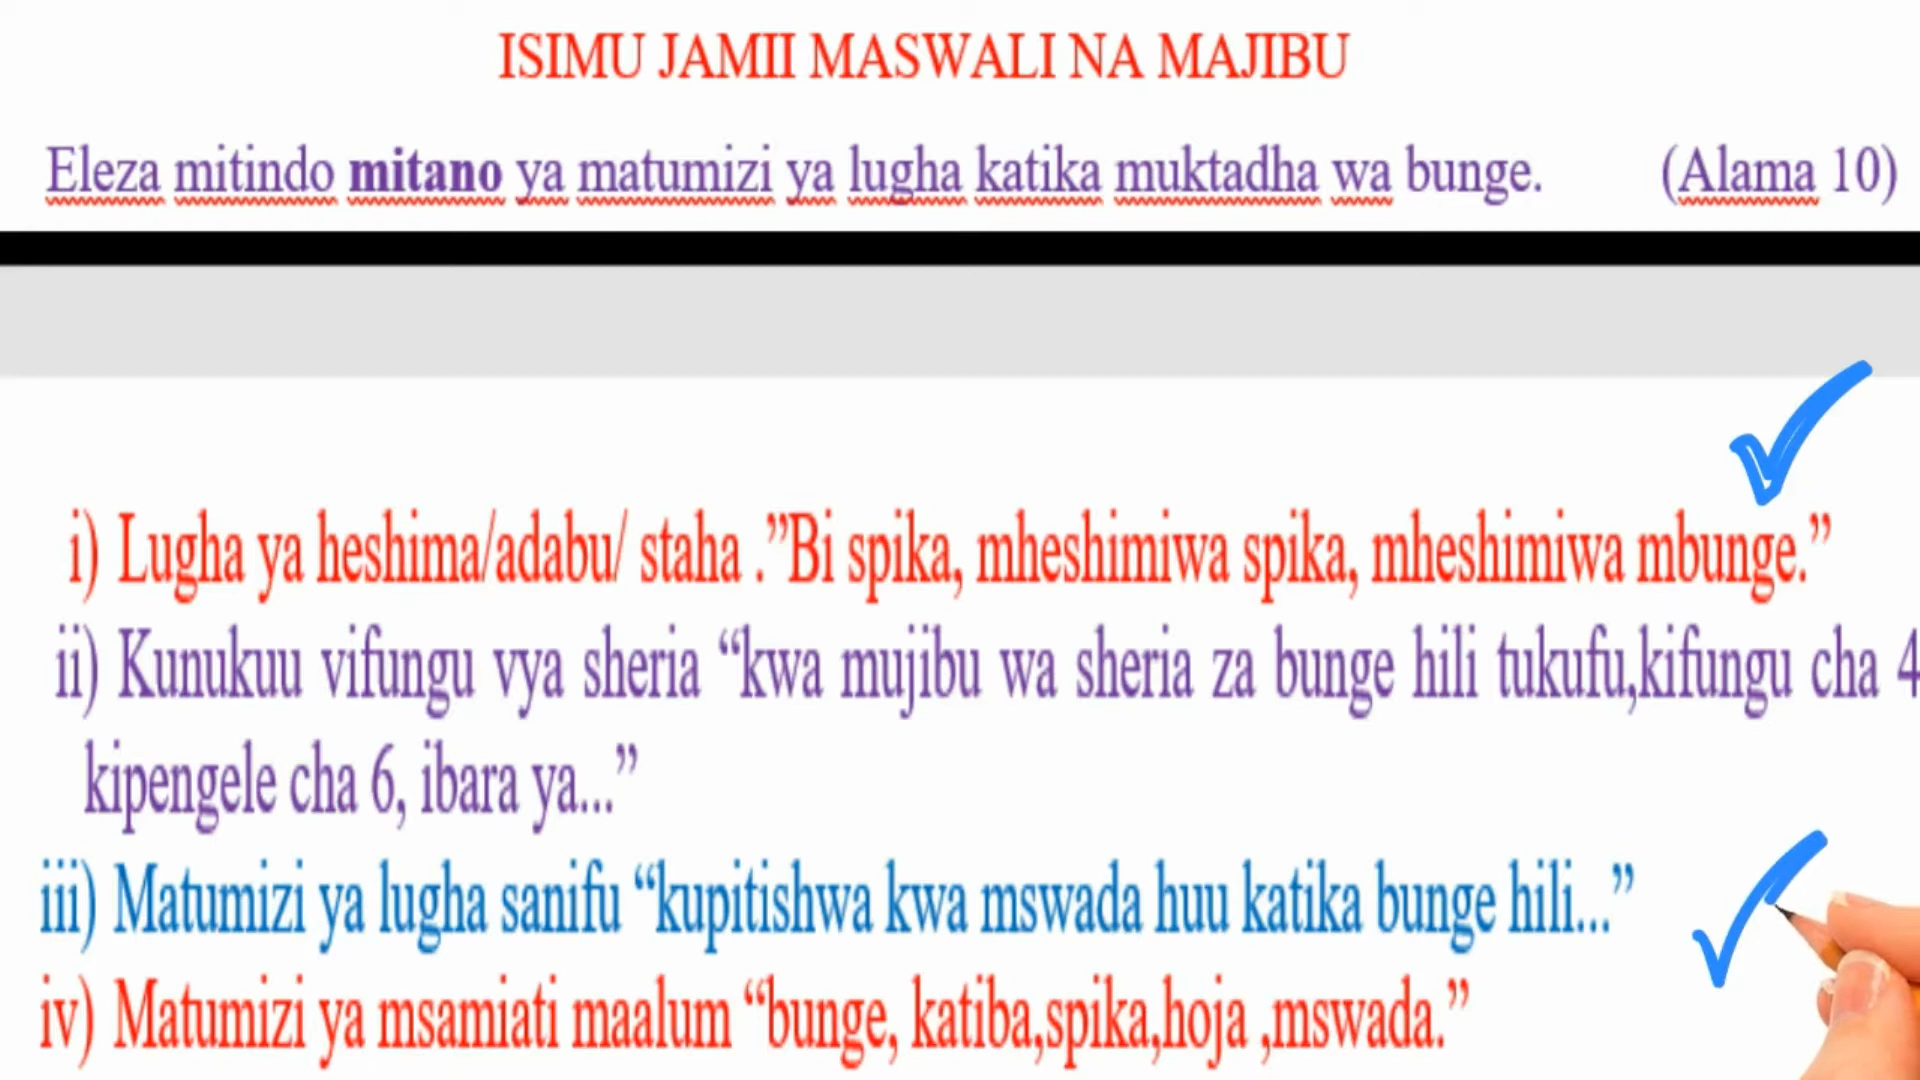 ISIMU JAMII MASWALI NA MAJIBU
Eleza mitindo mitano ya matumizi ya lugha katika muktadha wa bunge. (Alama 10)
i) Lugha ya heshima/adabu/ staha .”Bi spika, mheshimiwa spika, mheshimiwa mbunge.”
ii) Kunukuu vifungu vya sheria “kwa mujibu wa sheria za bunge hili tukufu,kifungu cha 4
kipengele cha 6, ibara ya...”
iii) Matumizi ya lugha sanifu “kupitishwa kwa mswada huu katika bunge hili...”
iv) Matumizi ya msamiati maalum “bunge, katiba,spika,hoja ,mswada.”